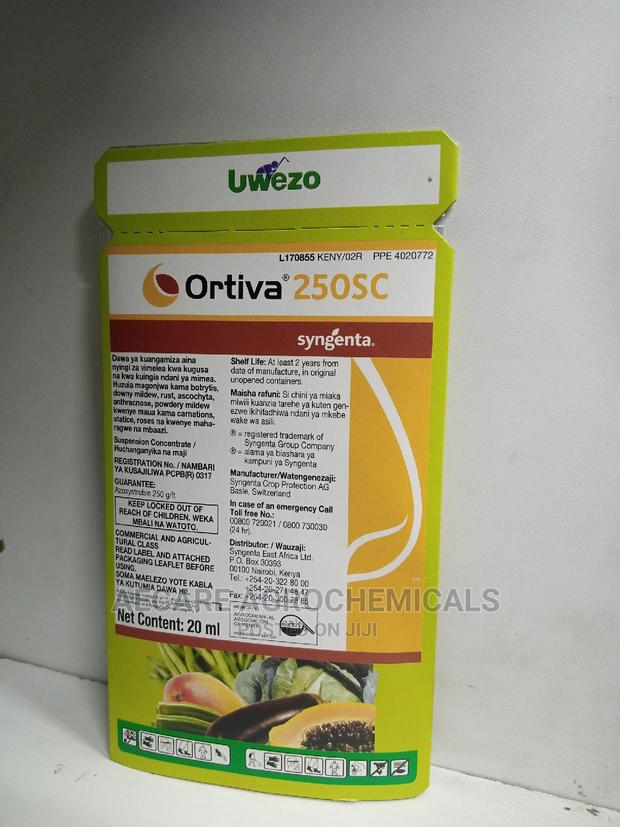 Uwezo
L170855 KENY/02R PPE 4020772
Ortiva® 250SC
syngenta®
Dawa ya kuangamiza aina
nyingi za vimelea kwa kugusa
na kwa kuingia ndani ya mimea.
Huzuia magonjwa kama botrytis,
downy mildew, rust, ascochyta,
anthracnose, powdery mildew
kwenye maua kama carnations,
statice, roses na kwenye maha-
ragwe na mbaazi.
Suspension Concentrate /
Huchanganyika na maji
REGISTRATION No. / NAMBARI
YA KUSAJILIWA PCPB(R) 0317
GUARANTEE:
Azoxystrobin 250 g/lt
KEEP LOCKED OUT OF
REACH OF CHILDREN. WEKA
MBALI NA WATOTO.
COMMERCIAL AND AGRICUL-
TURAL CLASS
READ LABEL AND ATTACHED
PACKAGING LEAFLET BEFORE
USING.
SOMA MAELEZO YOTE KABLA
YA KUTUMIA DAWA HII
Net Content: 20 ml
Shelf Life: At least 2 years from
date of manufacture, in original
unopened containers.
Maisha rafuni: Si chini ya miaka
miwili kuanzia tarehe ya kuten gen-
ezwe ikihifadhiwa ndani ya mkebe
wake wa asili.
® = registered trademark of
Syngenta Group Company
® = alama ya biashara ya
kampuni ya Syngenta
Manufacturer/Watengenezaji:
Syngenta Crop Protection AG
Basle, Switzerland
In case of an emergency Call
Toll free No.:
00800 720021 / 0800 730030
(24 hr).
Distributor: / Wauzaji:
Syngenta East Africa Ltd.
P.O. Box 30393
00100 Nairobi, Kenya
Tel.: +254-20-322 80 00
Fax
AGROCHEMICAL
ASSOCIATION
OF KENYA
AECARE AGROCHEMICALS
POSTED ON JIJI